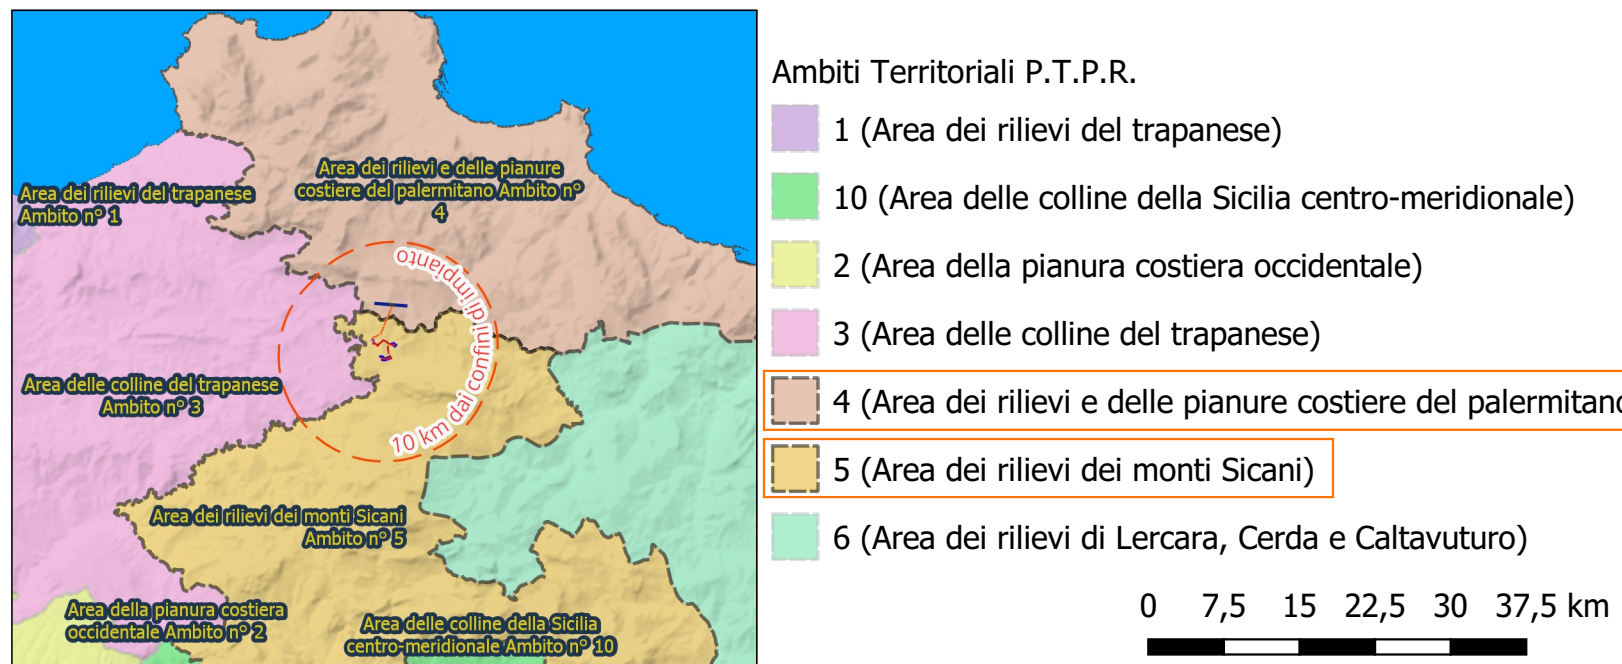 Area dei rilievi e delle pianure
costiere del palermitano Ambito n°
4
Area dei rilievi del trapanese
Ambito n° 1
10 km dai confini di impianto
Area delle colline del trapanese
Ambito n° 3
Area dei rilievi dei monti Sicani
Ambito n° 5
Area della pianura costiera
occidentale Ambito n° 2
Area delle colline della Sicilia
centro-meridionale Ambito n° 10
Ambiti Territoriali P.T.P.R.
1 (Area dei rilievi del trapanese)
10 (Area delle colline della Sicilia centro-meridionale)
2 (Area della pianura costiera occidentale)
3 (Area delle colline del trapanese)
4 (Area dei rilievi e delle pianure costiere del palermitano
5 (Area dei rilievi dei monti Sicani)
6 (Area dei rilievi di Lercara, Cerda e Caltavuturo)
0 7,5 15 22,5 30 37,5 km